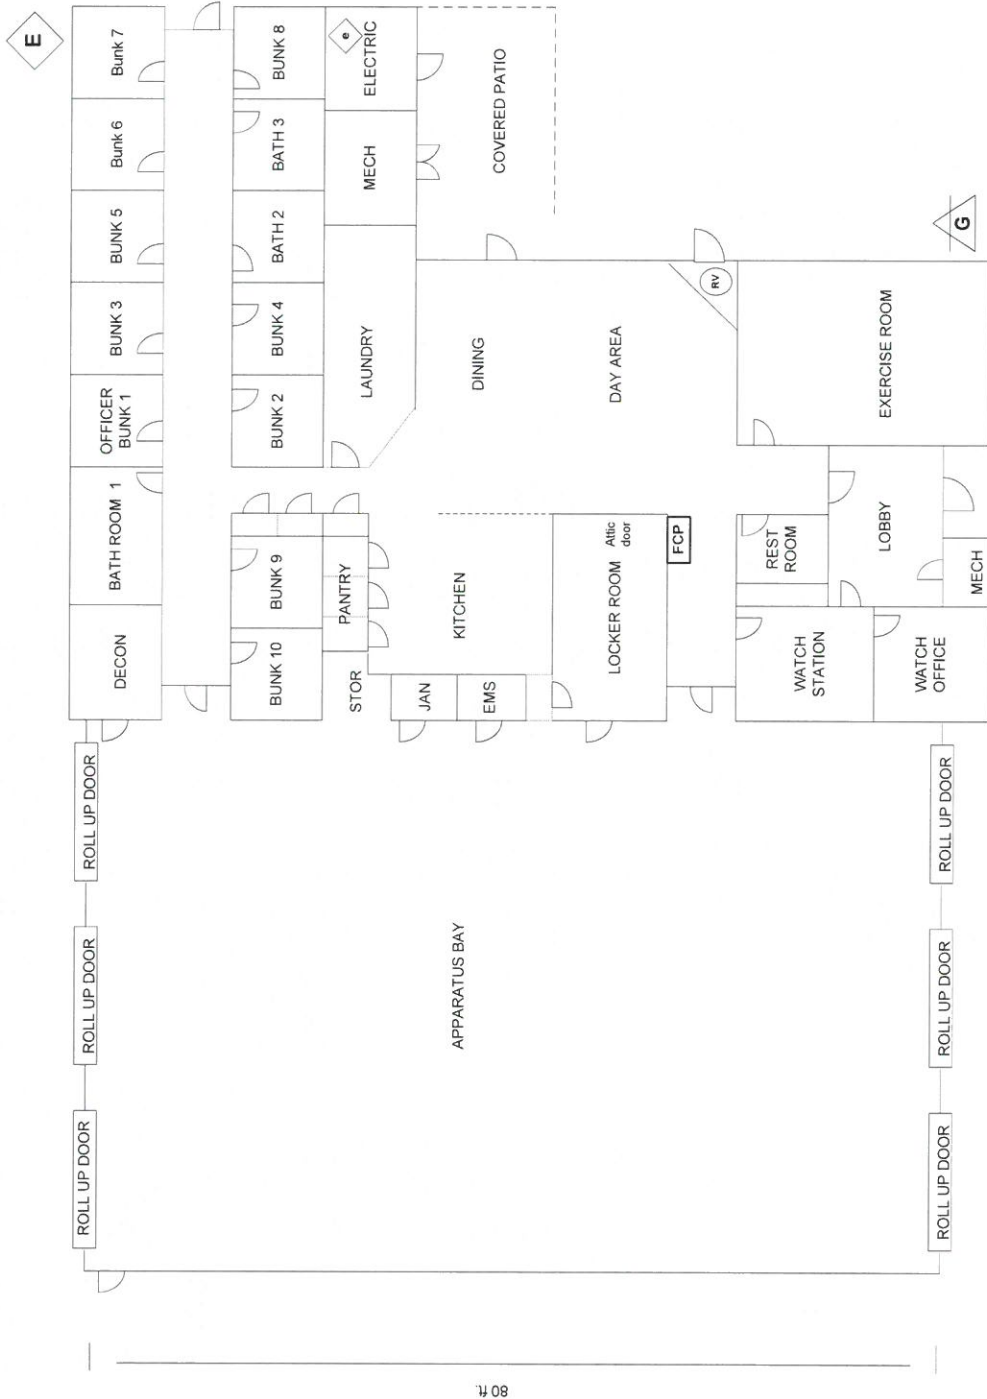 E
Bunk 7
Bunk 6
BUNK 5
BUNK 3
OFFICER
BUNK 1
BATH ROOM 1
DECON
BUNK 8
BATH 3
BATH 2
BUNK 4
BUNK 2
BUNK 9
BUNK 10
e
ELECTRIC
MECH
LAUNDRY
PANTRY
STOR
COVERED PATIO
DINING
KITCHEN
JAN
EMS
DAY AREA
RV
Attic
door
LOCKER ROOM
FCP
G
EXERCISE ROOM
REST
ROOM
LOBBY
MECH
WATCH
STATION
WATCH
OFFICE
ROLL UP DOOR
ROLL UP DOOR
ROLL UP DOOR
APPARATUS BAY
ROLL UP DOOR
ROLL UP DOOR
ROLL UP DOOR
80 ft.